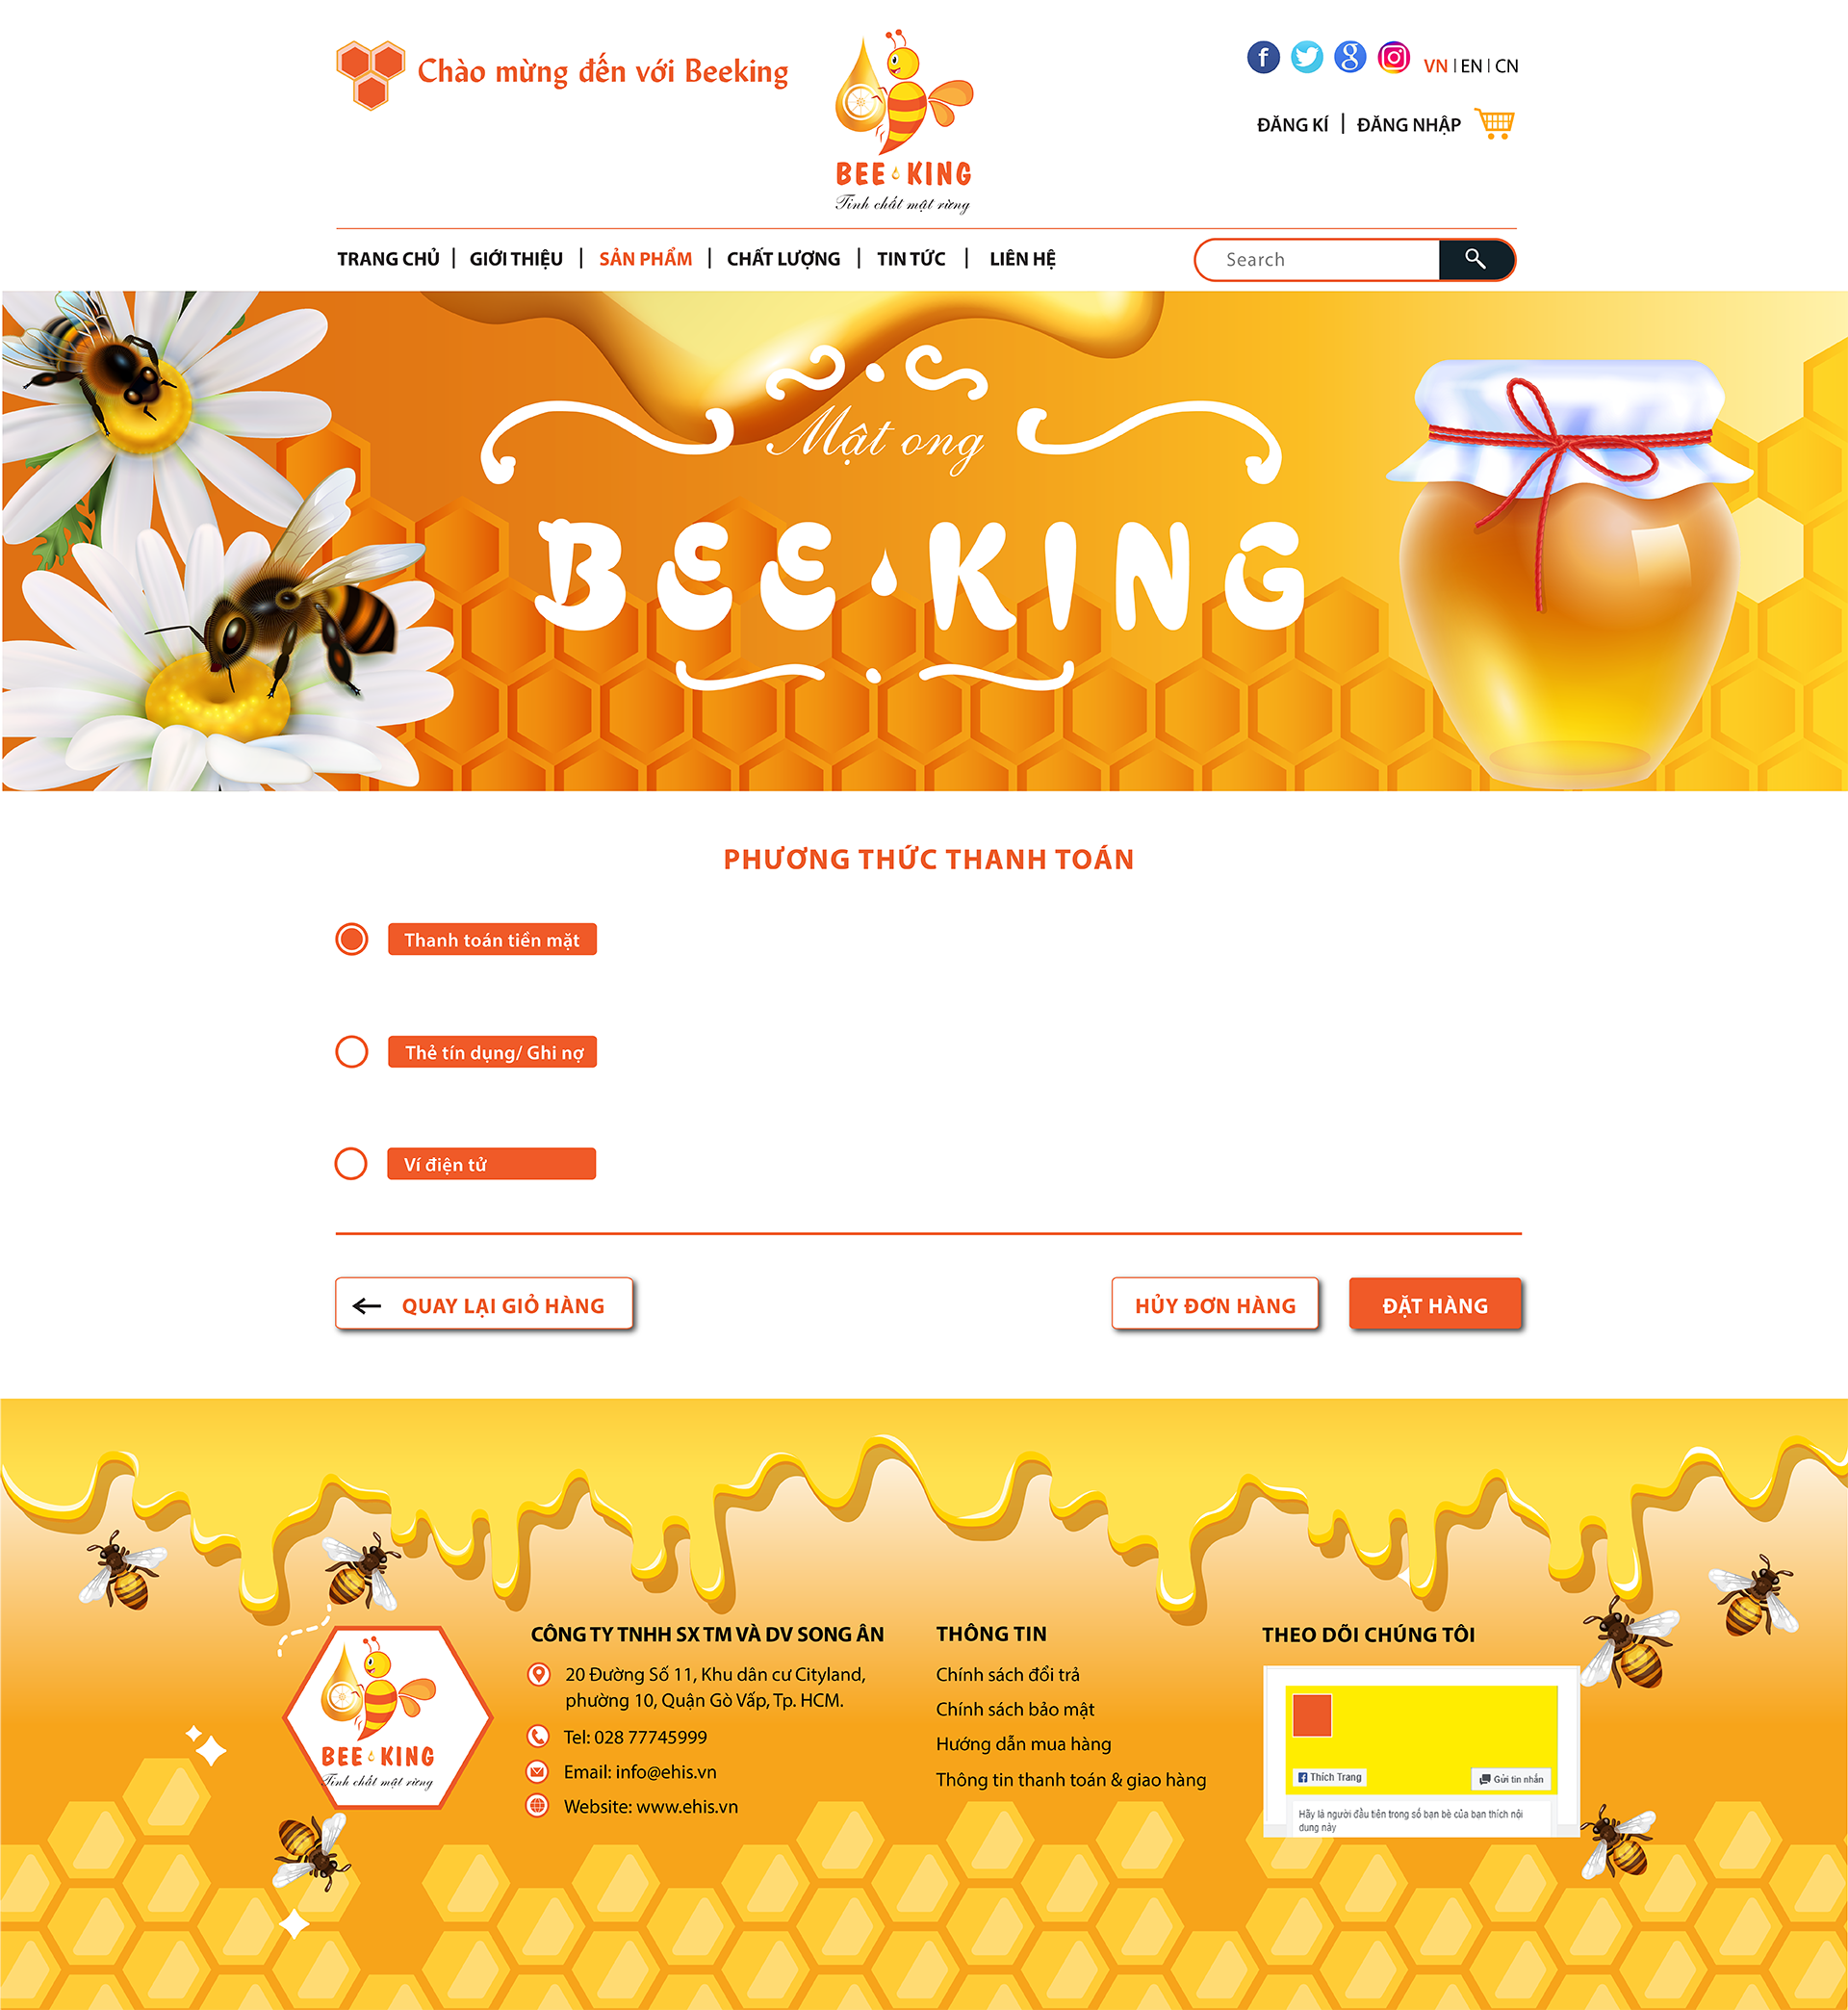 Chào mừng đến với Beeking
BEE KING
Tinh chất mật rừng
VN | EN | CN
ĐĂNG KÍ | ĐĂNG NHẬP
TRANG CHỦ | GIỚI THIỆU | SẢN PHẨM | CHẤT LƯỢNG | TIN TỨC | LIÊN HỆ
Search
Mật ong
BEE KING
PHƯƠNG THỨC THANH TOÁN
Thanh toán tiền mặt
Thẻ tín dụng/ Ghi nợ
Ví điện tử
QUAY LẠI GIỎ HÀNG
HỦY ĐƠN HÀNG
ĐẶT HÀNG
BEE KING
Tinh chất mật rừng
CÔNG TY TNHH SX TM VÀ DV SONG ÂN
20 Đường Số 11, Khu dân cư Cityland,
phường 10, Quận Gò Vấp, Tp. HCM.
Tel: 028 77745999
Email: info@ehis.vn
Website: www.ehis.vn
THÔNG TIN
Chính sách đổi trả
Chính sách bảo mật
Hướng dẫn mua hàng
Thông tin thanh toán & giao hàng
THEO DÕI CHÚNG TÔI
Thích Trang
Gửi tin nhắn
Hãy là người đầu tiên trong số bạn bè của bạn thích nội
dung này